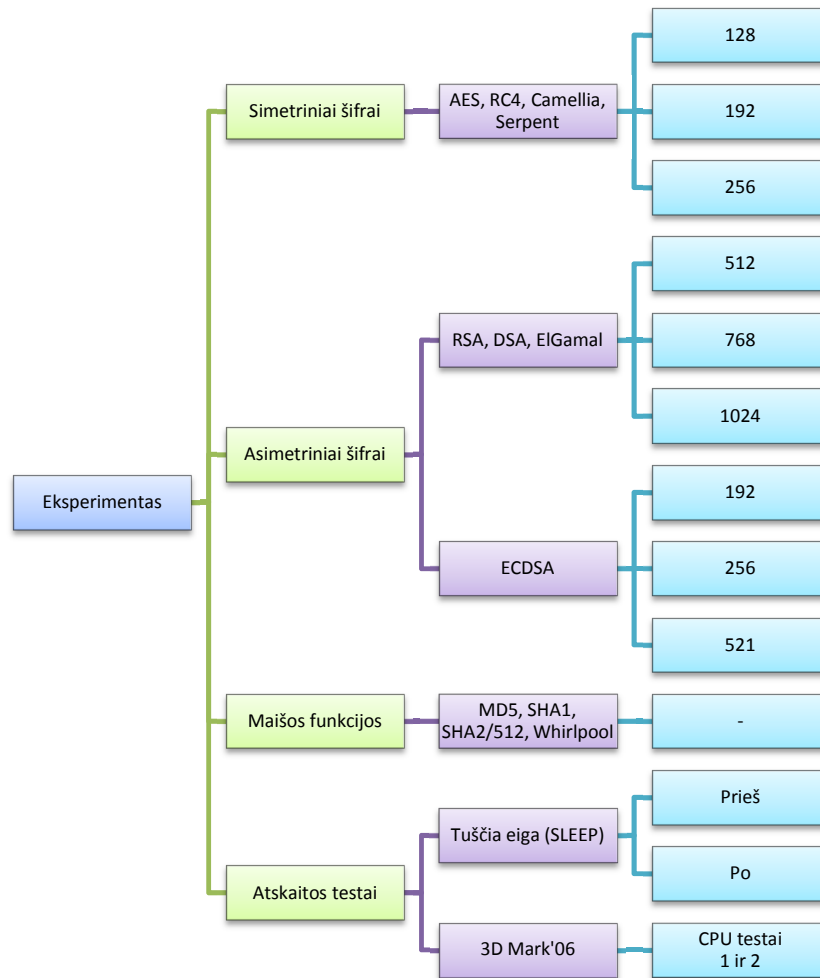 Eksperimentas
Simetriniai šifrai
AES, RC4, Camellia,
Serpent
128
192
256
Asimetriniai šifrai
RSA, DSA, ElGamal
512
768
1024
ECDSA
192
256
521
Maišos funkcijos
MD5, SHA1,
SHA2/512, Whirlpool
-
Atskaitos testai
Tuščia eiga (SLEEP)
Prieš
Po
3D Mark'06
CPU testai
1 ir 2